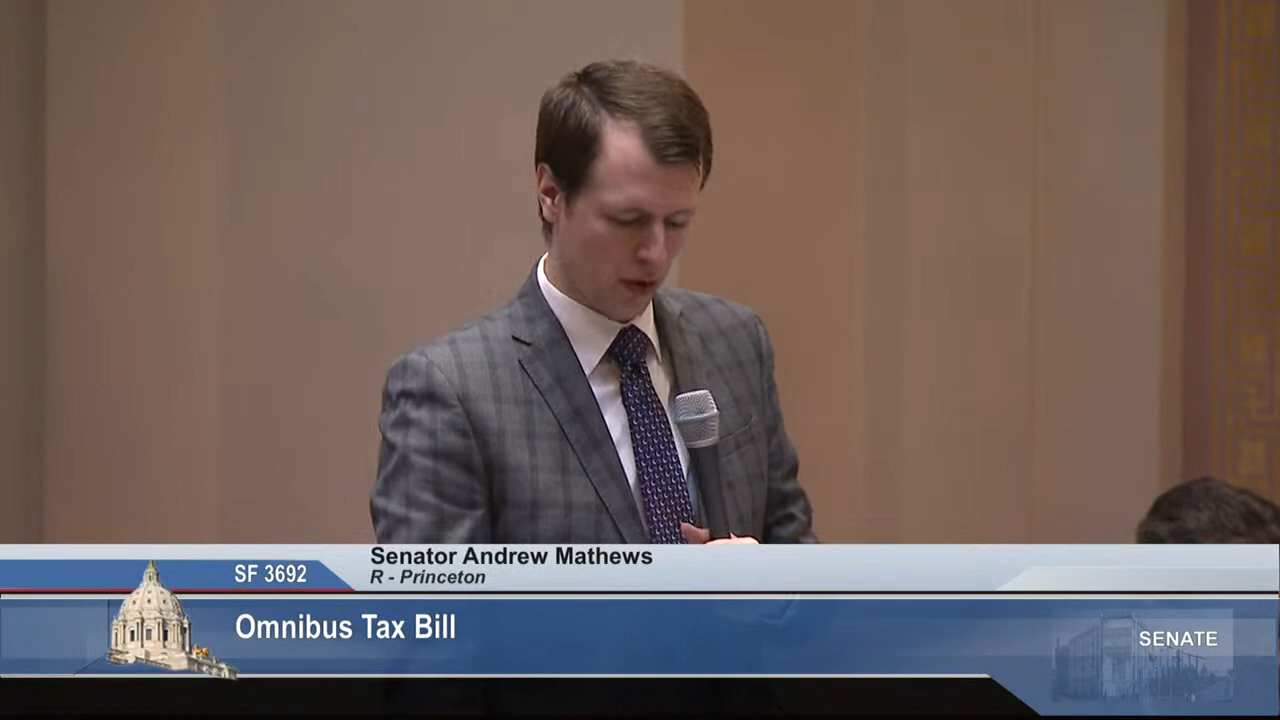 Senator Andrew Mathews
R - Princeton
SF 3692
Omnibus Tax Bill
SENATE